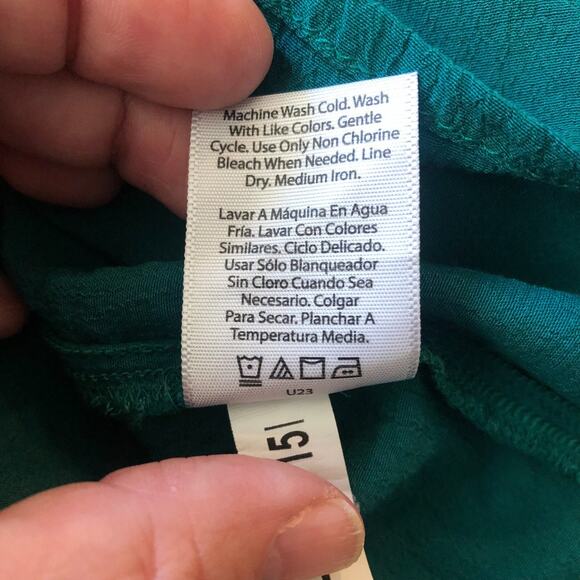 Machine Wash Cold. Wash
With Like Colors. Gentle
Cycle. Use Only Non Chlorine
Bleach When Needed. Line
Dry. Medium Iron.
Lavar A Máquina En Agua
Fría. Lavar Con Colores
Similares. Ciclo Delicado.
Usar Sólo Blanqueador
Sin Cloro Cuando Sea
Necesario. Colgar
Para Secar. Planchar A
Temperatura Media.
U23